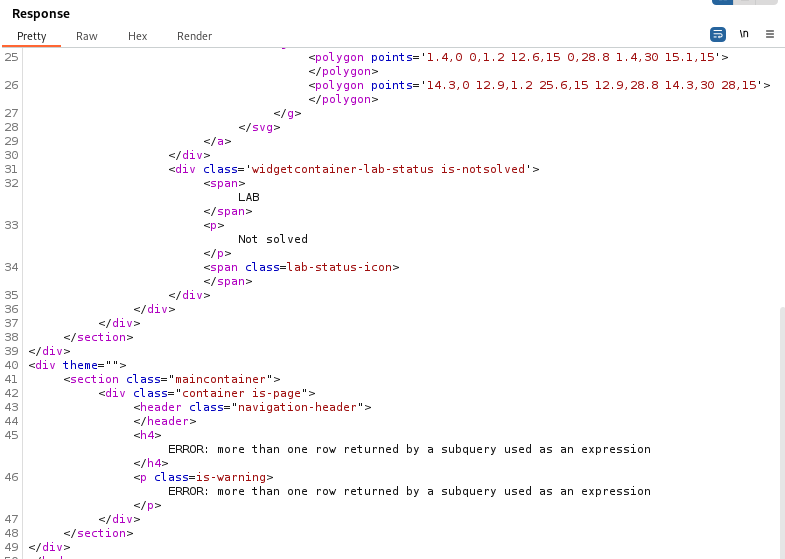 Response
Pretty Raw Hex Render \n
25 <polygon points='1.4,0 0,1.2 12.6,15 0,28.8 1.4,30 15.1,15'>
</polygon>
26 <polygon points='14.3,0 12.9,1.2 25.6,15 12.9,28.8 14.3,30 28,15'>
</polygon>
27 </g>
28 </svg>
29 </a>
30 </div>
31 <div class='widgetcontainer-lab-status is-notsolved'>
32 <span>
LAB
</span>
33 <p>
Not solved
</p>
34 <span class=lab-status-icon>
</span>
35 </div>
36 </div>
37 </div>
38 </section>
39 </div>
40 <div theme="">
41 <section class="maincontainer">
42 <div class="container is-page">
43 <header class="navigation-header">
44 </header>
45 <h4>
ERROR: more than one row returned by a subquery used as an expression
</h4>
46 <p class=is-warning>
ERROR: more than one row returned by a subquery used as an expression
</p>
47 </div>
48 </section>
49 </div>